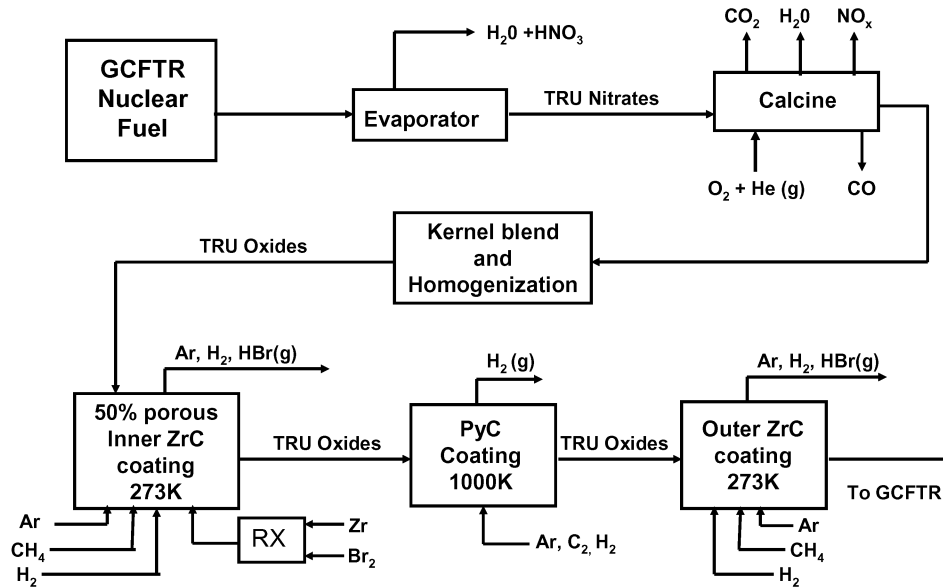 CO2
H20
NOx
H20 +HNO3
GCFTR
Nuclear
Fuel
Evaporator
TRU Nitrates
Calcine
O2 + He (g)
CO
TRU Oxides
Kernel blend
and
Homogenization
Ar, H2, HBr(g)
H2 (g)
Ar, H2, HBr(g)
50% porous
Inner ZrC
coating
273K
TRU Oxides
PyC
Coating
1000K
TRU Oxides
Outer ZrC
coating
273K
To GCFTR
Ar
CH4
H2
RX
Zr
Br2
Ar, C2, H2
Ar
CH4
H2